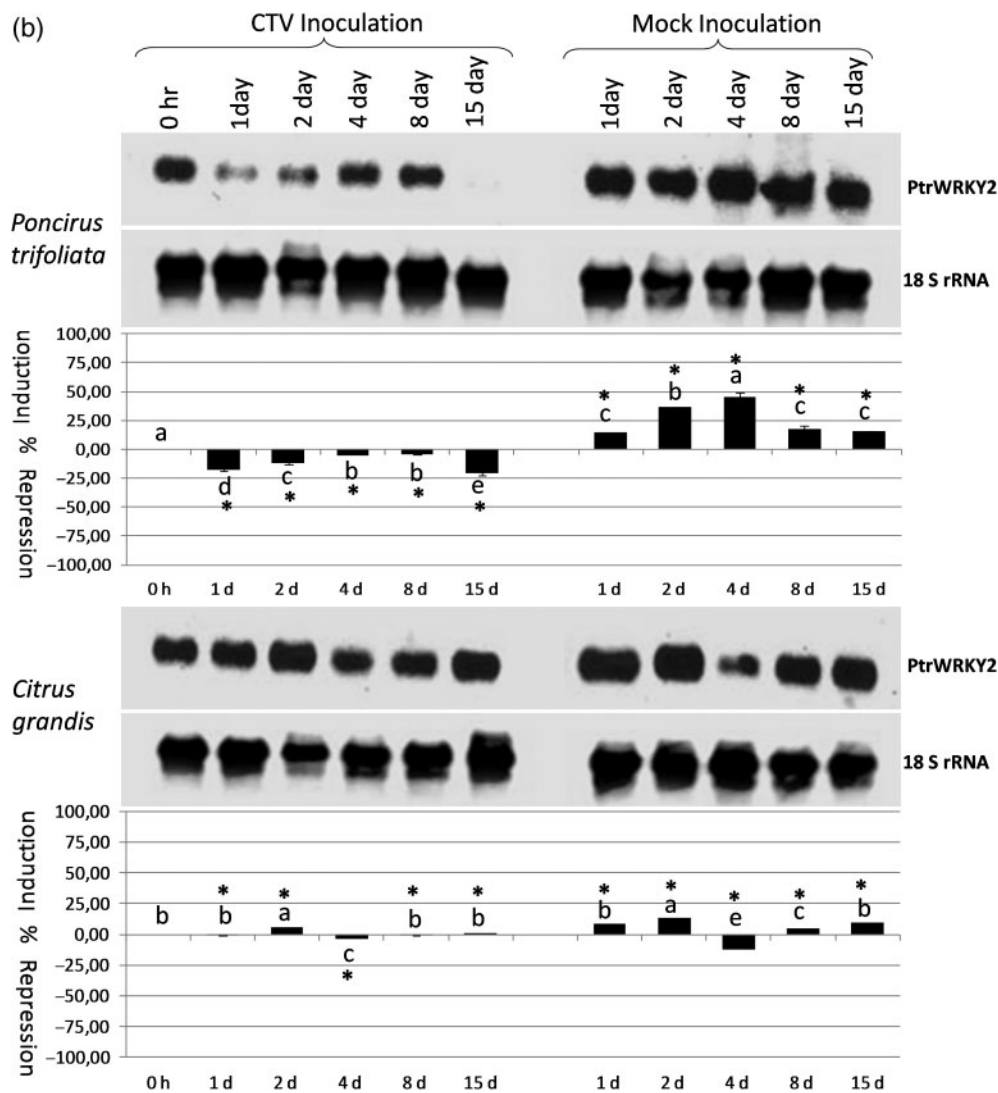 (b)
CTV Inoculation Mock Inoculation
0 hr 1day 2 day 4 day 8 day 15 day 1day 2 day 4 day 8 day 15 day
PtrWRKY2
Poncirus
trifoliata
18 S rRNA
Repression % Induction
100,00
75,00
50,00
25,00
0,00
−25,00
−50,00
−75,00
−100,00
* * * * *
c b a c c
a
d c b b e
* * * * *
0 h 1 d 2 d 4 d 8 d 15 d 1 d 2 d 4 d 8 d 15 d
PtrWRKY2
Citrus
grandis
18 S rRNA
Repression % Induction
100,00
75,00
50,00
25,00
0,00
−25,00
−50,00
−75,00
−100,00
* * * * * * * * *
b b a b b b a e c b
c
*
0 h 1 d 2 d 4 d 8 d 15 d 1 d 2 d 4 d 8 d 15 d